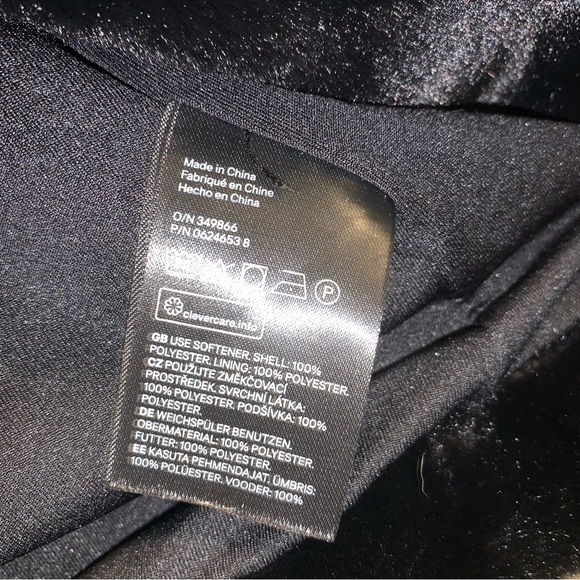 Made in China
Fabriqué en Chine
Hecho en China
O/N 349866
P/N 0624653 8
P
clevercare.info
GB USE SOFTENER. SHELL: 100%
POLYESTER. LINING: 100% POLYESTER.
CZ POUŽIJTE ZMĚKČOVACÍ
PROSTŘEDEK. SVRCHNÍ LÁTKA:
100% POLYESTER. PODŠÍVKA: 100%
POLYESTER.
DE WEICHSPÜLER BENUTZEN.
OBERMATERIAL: 100% POLYESTER.
FUTTER: 100% POLYESTER.
EE KASUTA PEHMENDAJAT. ÜMBRIS:
100% POLÜESTER. VOODER: 100%